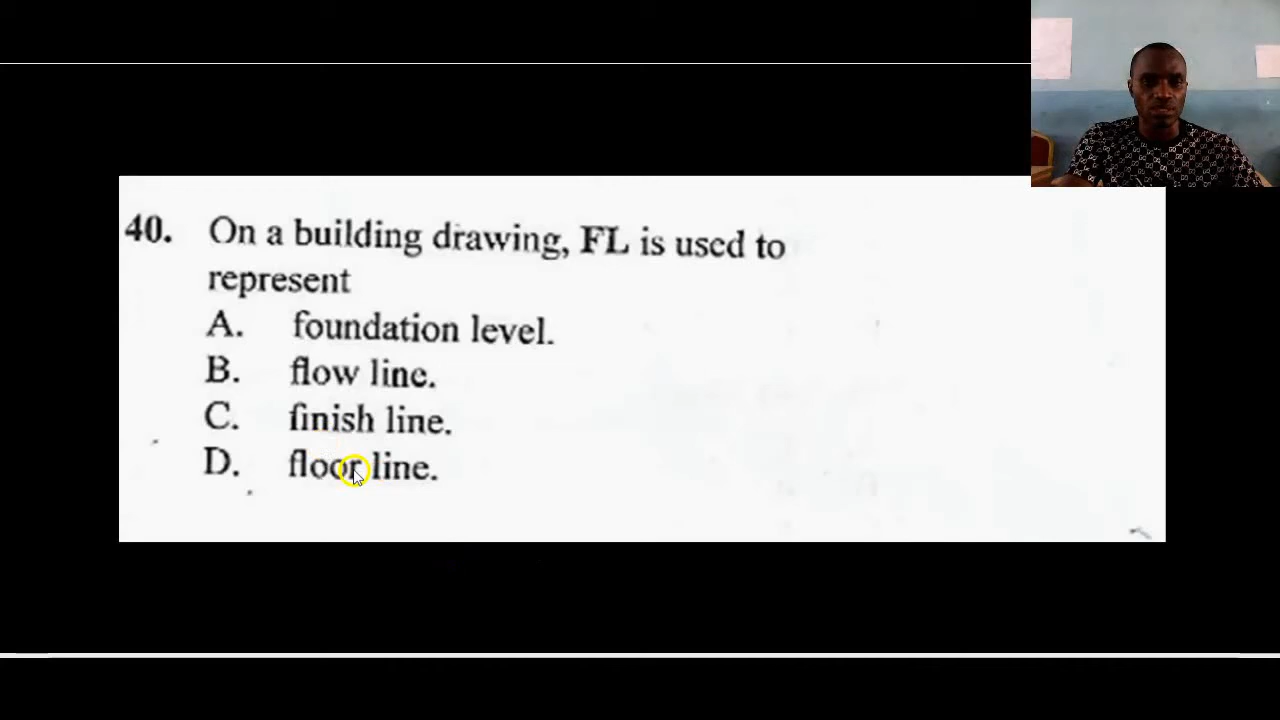 40. On a building drawing, FL is used to
represent
A. foundation level.
B. flow line.
C. finish line.
D. floor line.